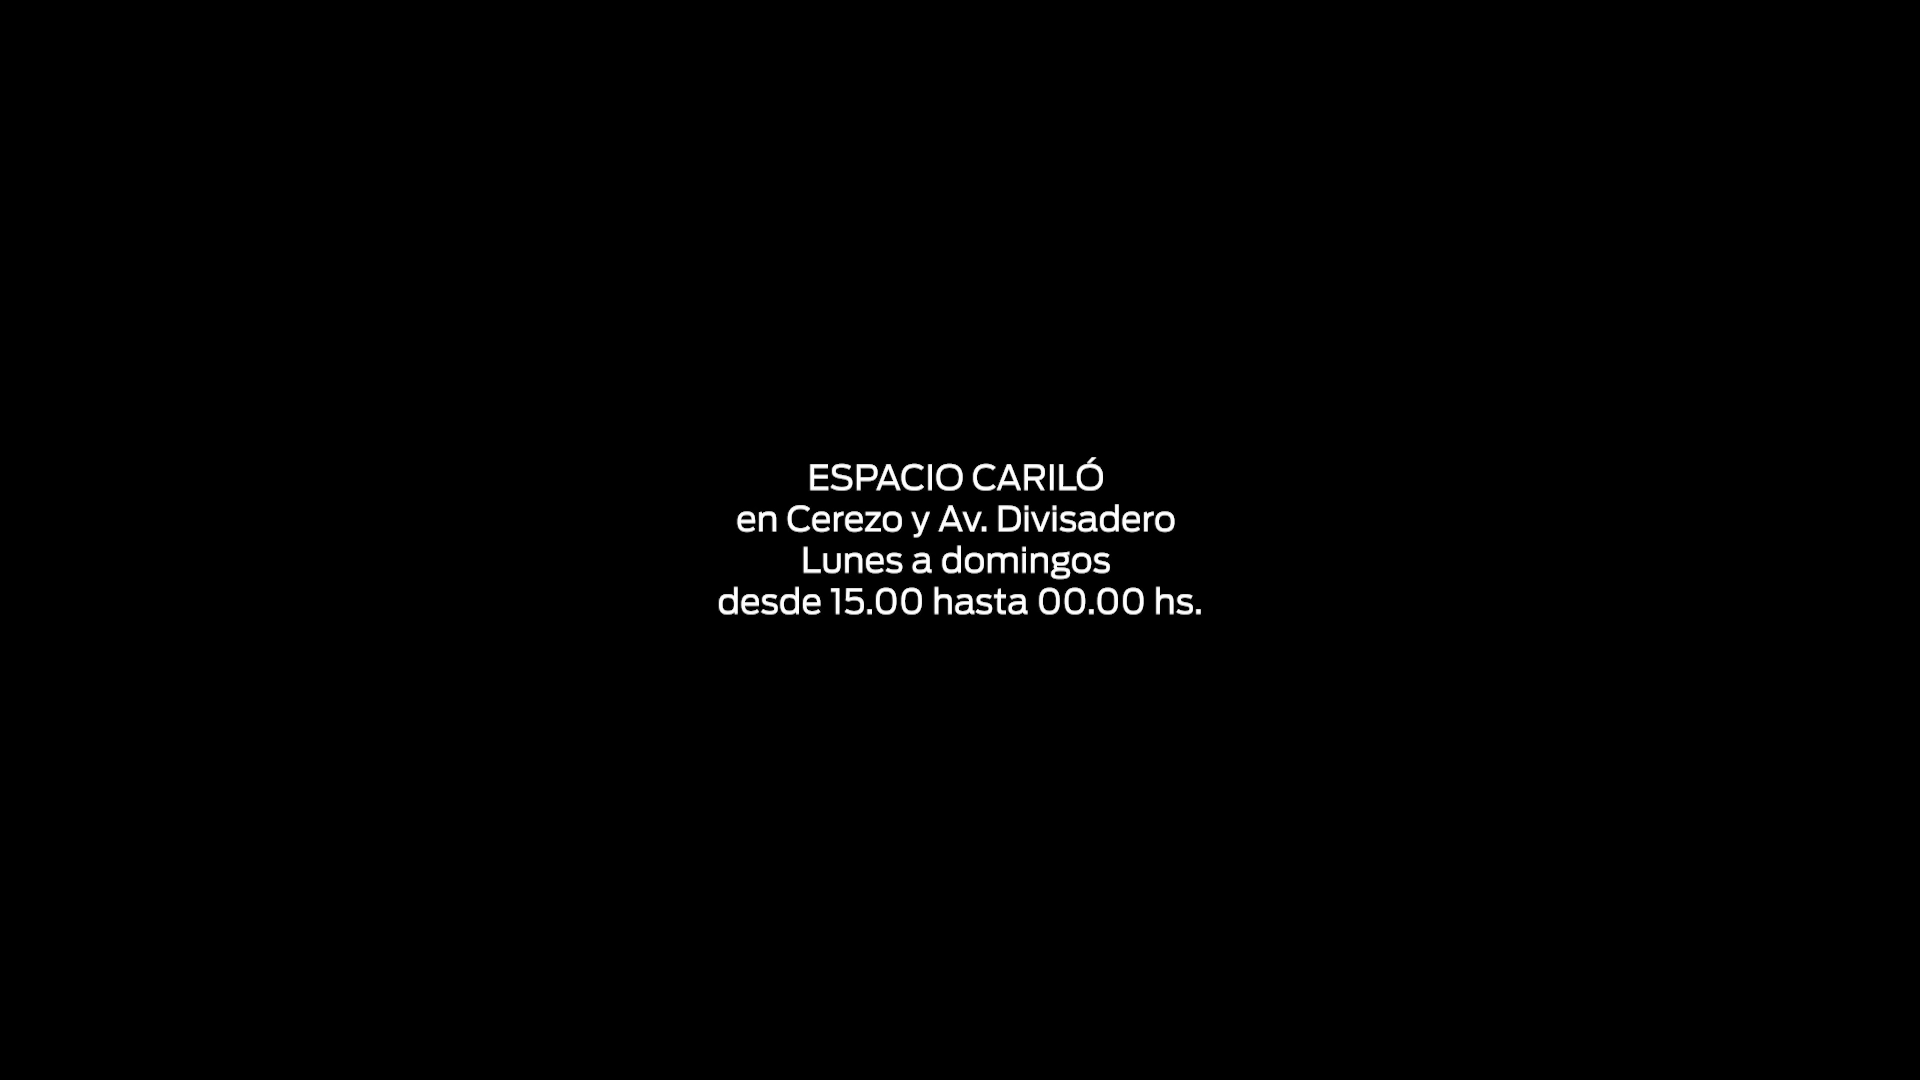 ESPACIO CARILÓ
en Cerezo y Av. Divisadero
Lunes a domingos
desde 15.00 hasta 00.00 hs.